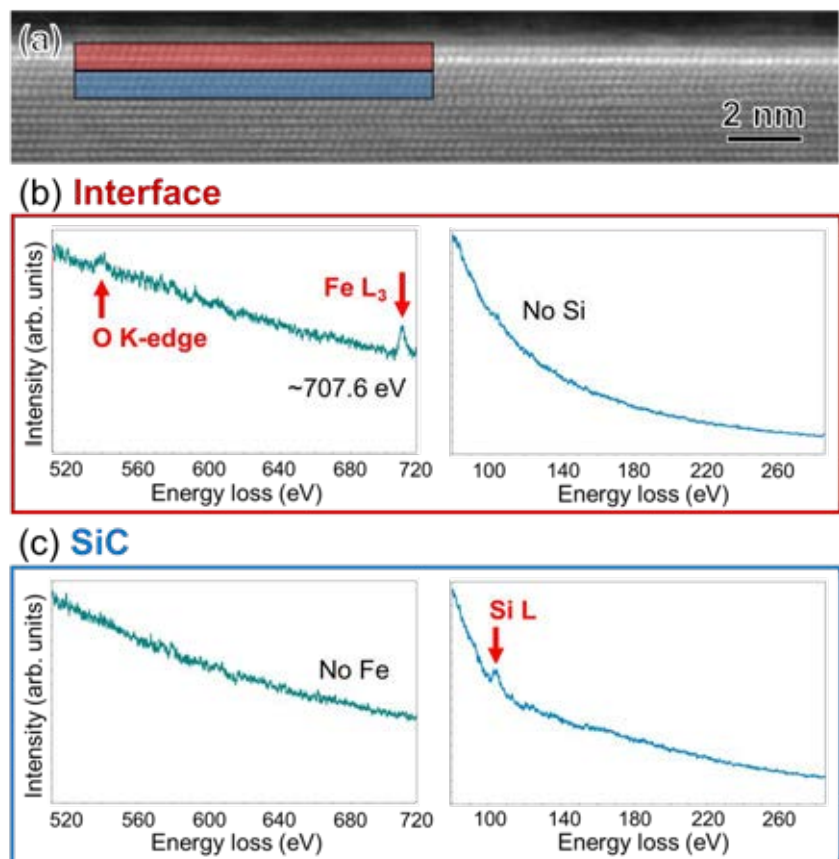 (a)
2 nm
(b) Interface
Intensity (arb. units)
O K-edge
Fe L₃
~707.6 eV
520 560 600 640 680 720
Energy loss (eV)
No Si
100 140 180 220 260
Energy loss (eV)
(c) SiC
Intensity (arb. units)
No Fe
520 560 600 640 680 720
Energy loss (eV)
Si L
100 140 180 220 260
Energy loss (eV)